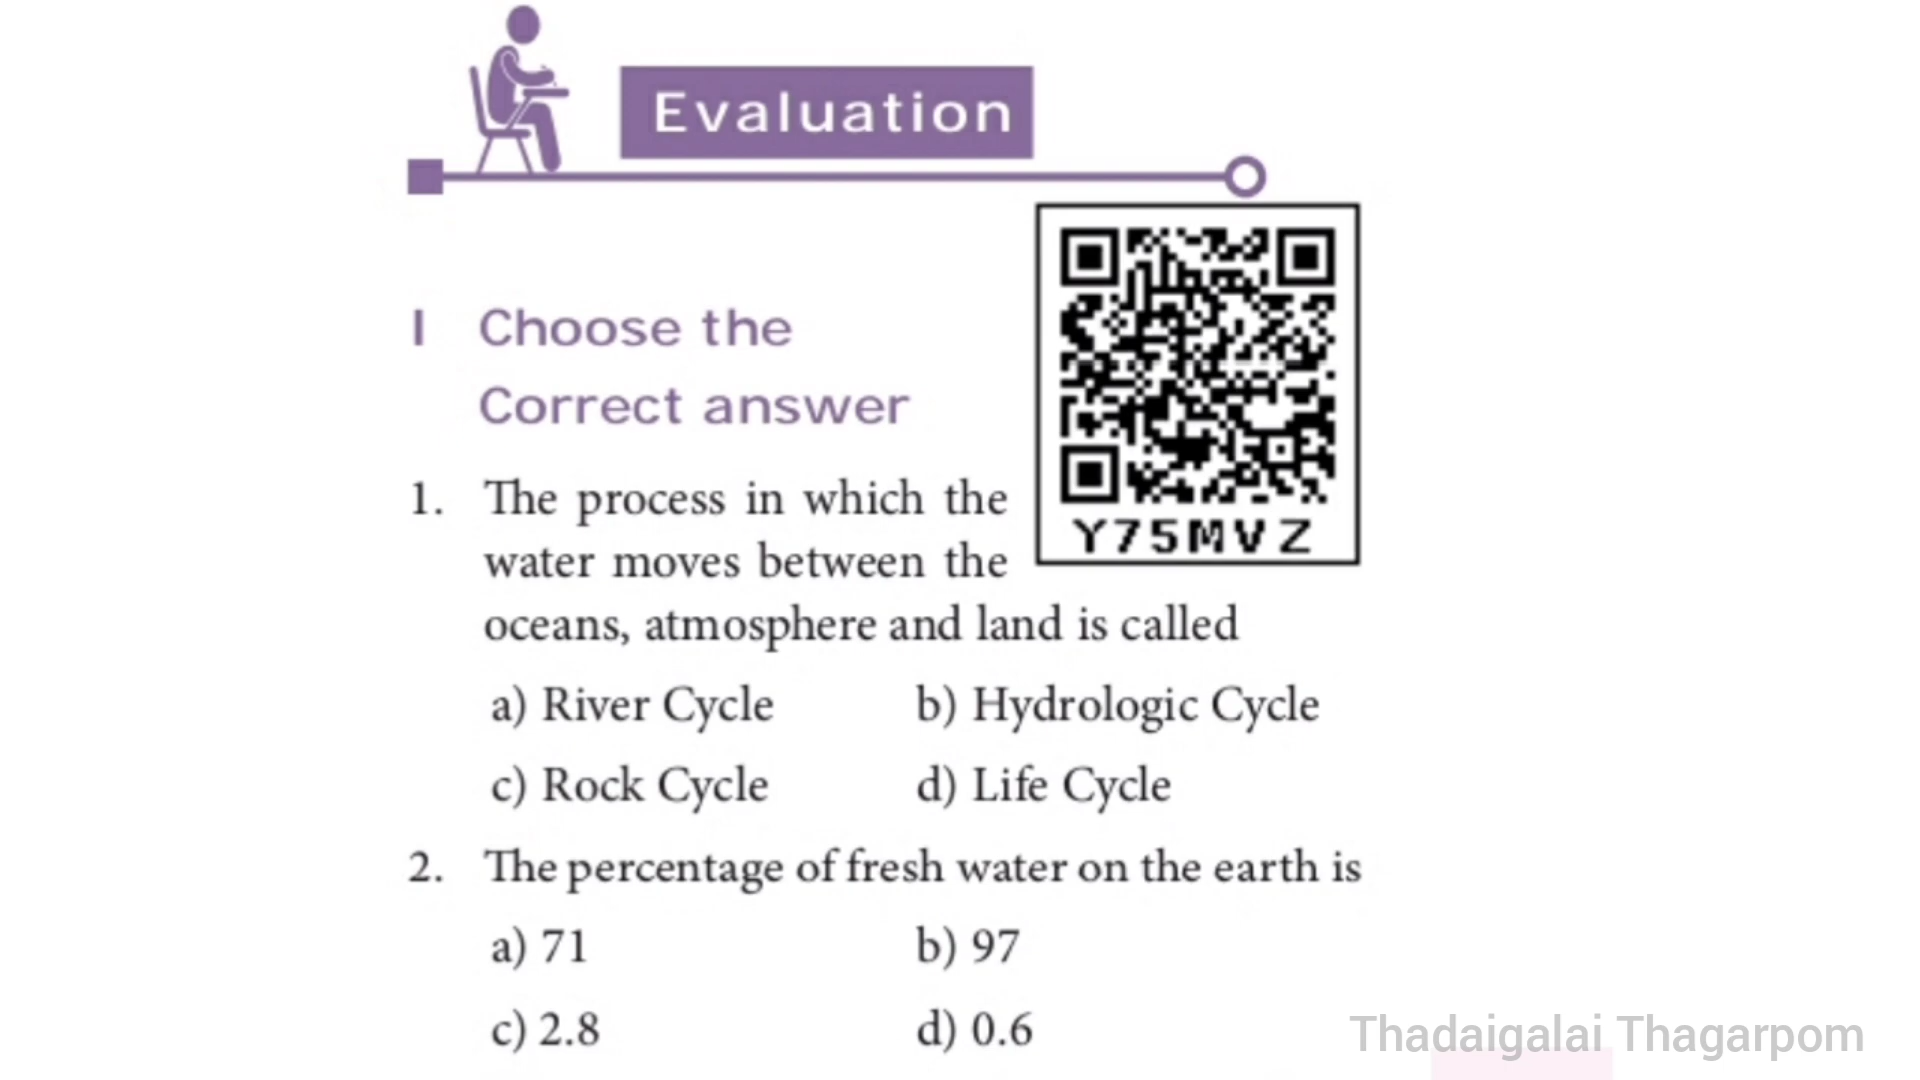 Evaluation
I Choose the
Correct answer
1. The process in which the
water moves between the
oceans, atmosphere and land is called
Y75MVZ
a) River Cycle b) Hydrologic Cycle
c) Rock Cycle d) Life Cycle
2. The percentage of fresh water on the earth is
a) 71 b) 97
c) 2.8 d) 0.6
Thadaigalai Thagarpom